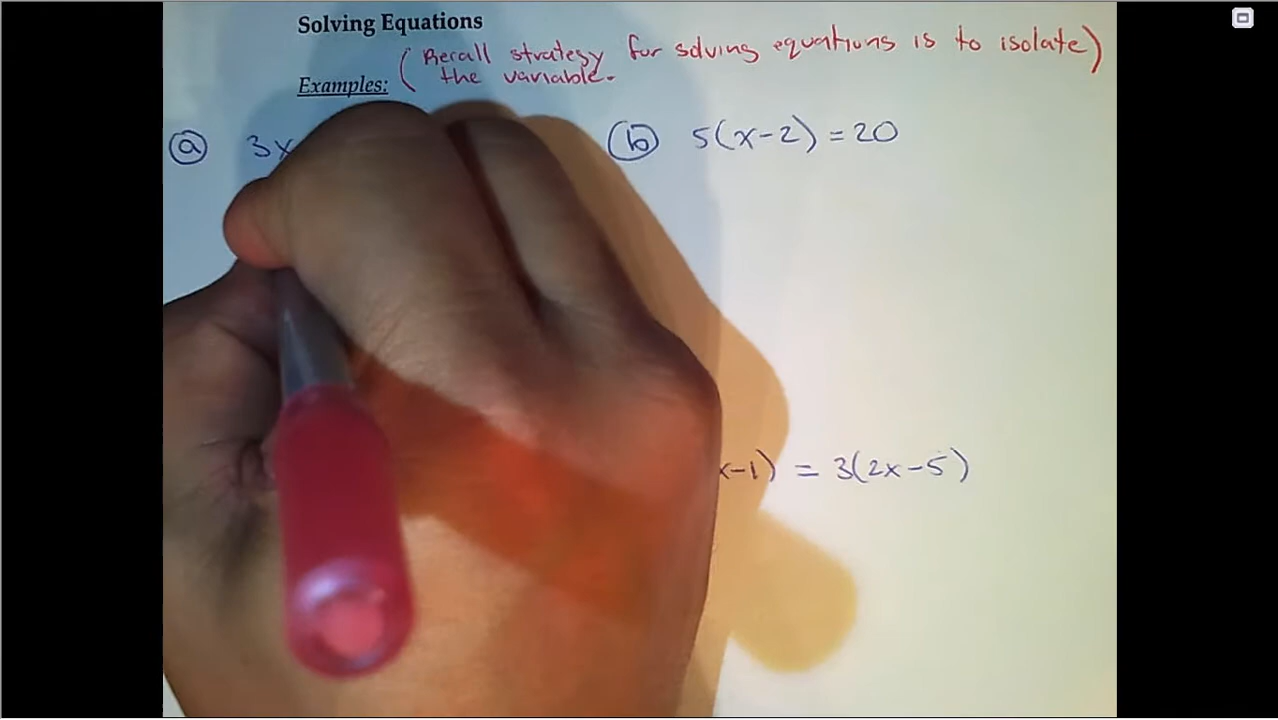 Solving Equations
(Recall strategy for solving equations is to isolate)
the variable.
Examples:
ⓐ 3x
ⓑ 5(x-2) = 20
x-1) = 3(2x-5)